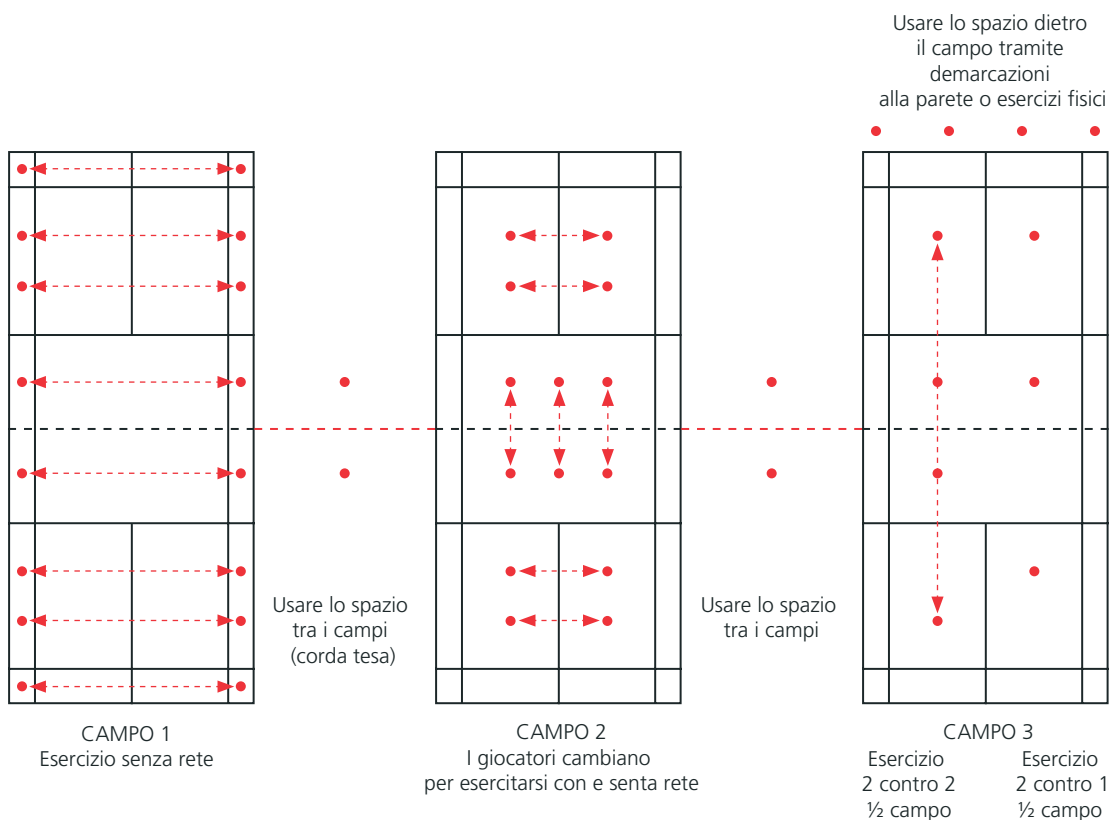 Usare lo spazio dietro
il campo tramite
demarcazioni
alla parete o esercizi fisici
Usare lo spazio
tra i campi
(corda tesa)
Usare lo spazio
tra i campi
CAMPO 1
Esercizio senza rete
CAMPO 2
I giocatori cambiano
per esercitarsi con e senta rete
CAMPO 3
Esercizio
2 contro 2
½ campo
Esercizio
2 contro 1
½ campo